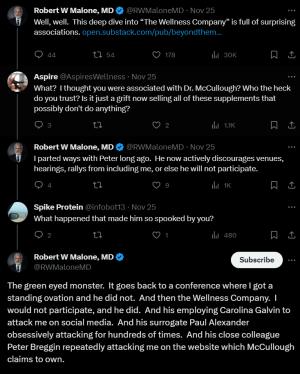 Robert W Malone, MD @RWMaloneMD · Nov 25
Well, well. This deep dive into "The Wellness Company" is full of surprising
associations. open.substack.com/pub/beyondthem...
44 54 178 30K
Aspire @AspiresWellness · Nov 25
What? I thought you were associated with Dr. McCullough? Who the heck
do you trust? Is it just a grift now selling all of these supplements that
possibly don't do anything?
3 2 1.1K
Robert W Malone, MD @RWMaloneMD · Nov 25
I parted ways with Peter long ago. He now actively discourages venues,
hearings, rallys from including me, or else he will not participate.
4 9 1K
Spike Protein @infobot13 · Nov 25
What happened that made him so spooked by you?
2 1 480
Robert W Malone, MD
@RWMaloneMD
Subscribe
The green eyed monster. It goes back to a conference where I got a
standing ovation and he did not. And then the Wellness Company. I
would not participate, and he did. And his employing Carolina Galvin to
attack me on social media. And his surrogate Paul Alexander
obsessively attacking for hundreds of times. And his close colleague
Peter Breggin repeatedly attacking me on the website which McCullough
claims to own.